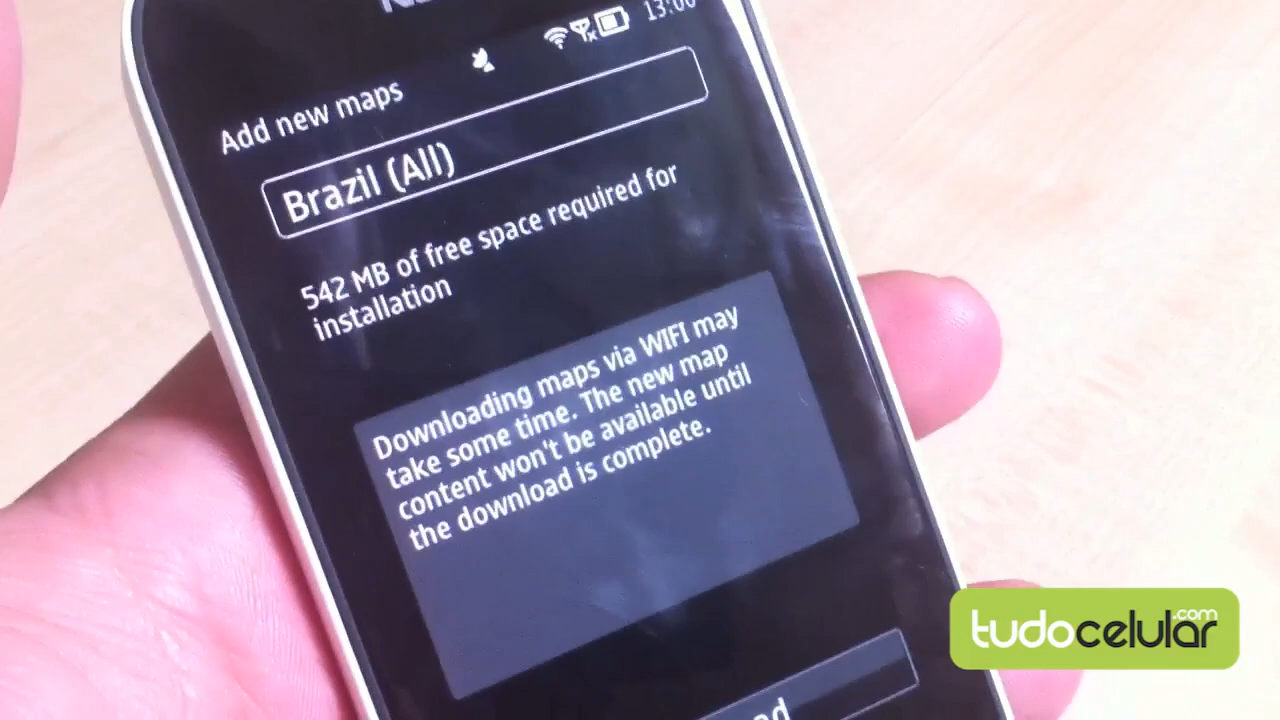 13:00
Add new maps
Brazil (All)
542 MB of free space required for
installation
Downloading maps via WIFI may
take some time. The new map
content won't be available until
the download is complete.
tudocelular.com